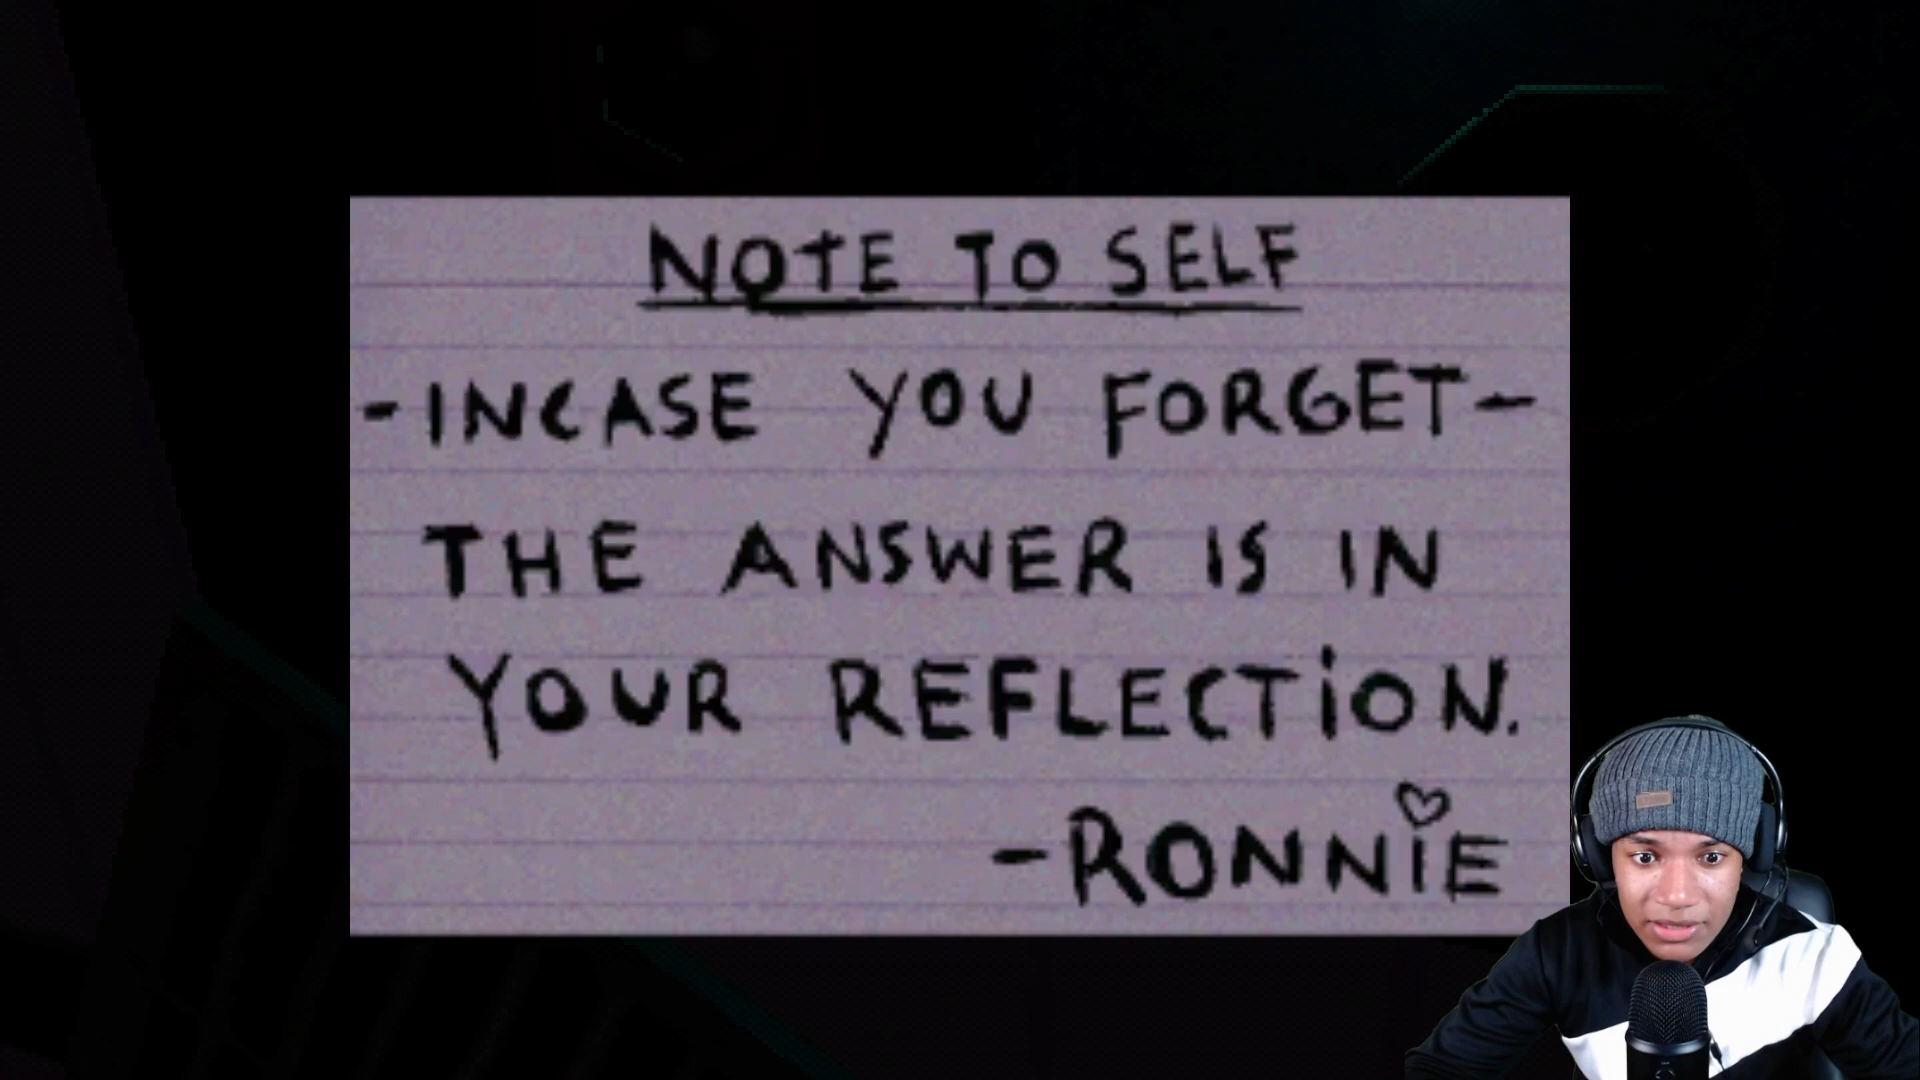 NOTE TO SELF
-INCASE YOU FORGET-
THE ANSWER IS IN
YOUR REFLECTION.
-RONNiE